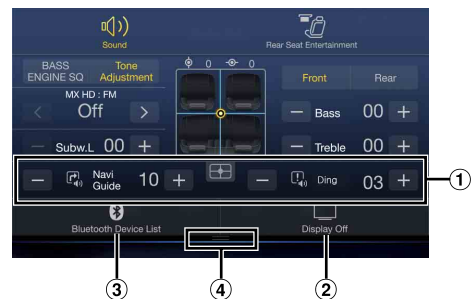 Sound
Rear Seat Entertainment
BASS ENGINE SQ
Tone Adjustment
0 0
Front Rear
MX HD : FM
< Off >
− Bass 00 +
− Subw.L 00 +
− Treble 00 +
− Navi Guide 10 +
− Ding 03 +
1
Bluetooth Device List
Display Off
3 4 2